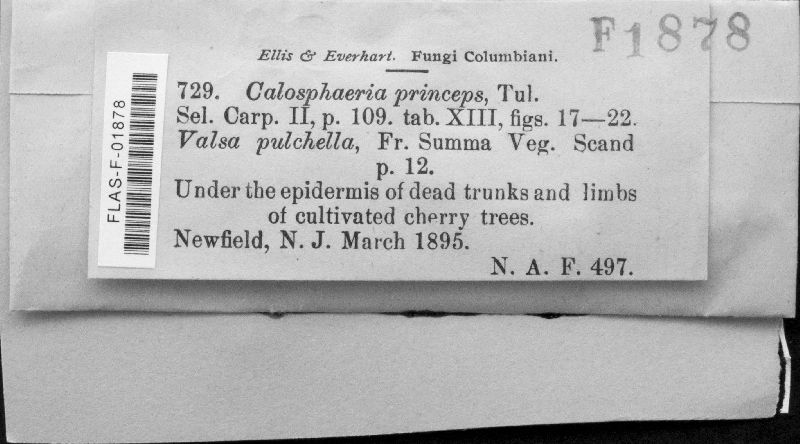 F1878
Ellis & Everhart. Fungi Columbiani.
FLAS-F-01878
729. Calosphaeria princeps, Tul.
Sel. Carp. II, p. 109. tab. XIII, figs. 17—22.
Valsa pulchella, Fr. Summa Veg. Scand
p. 12.
Under the epidermis of dead trunks and limbs
of cultivated cherry trees.
Newfield, N. J. March 1895.
N. A. F. 497.